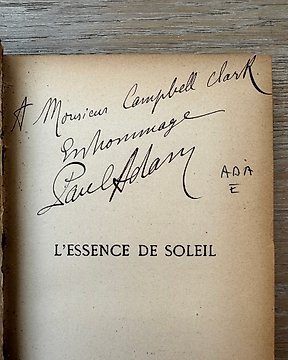 A Monsieur Campbell Clark.
En hommage
Paul Adam
ADA
E
L'ESSENCE DE SOLEIL